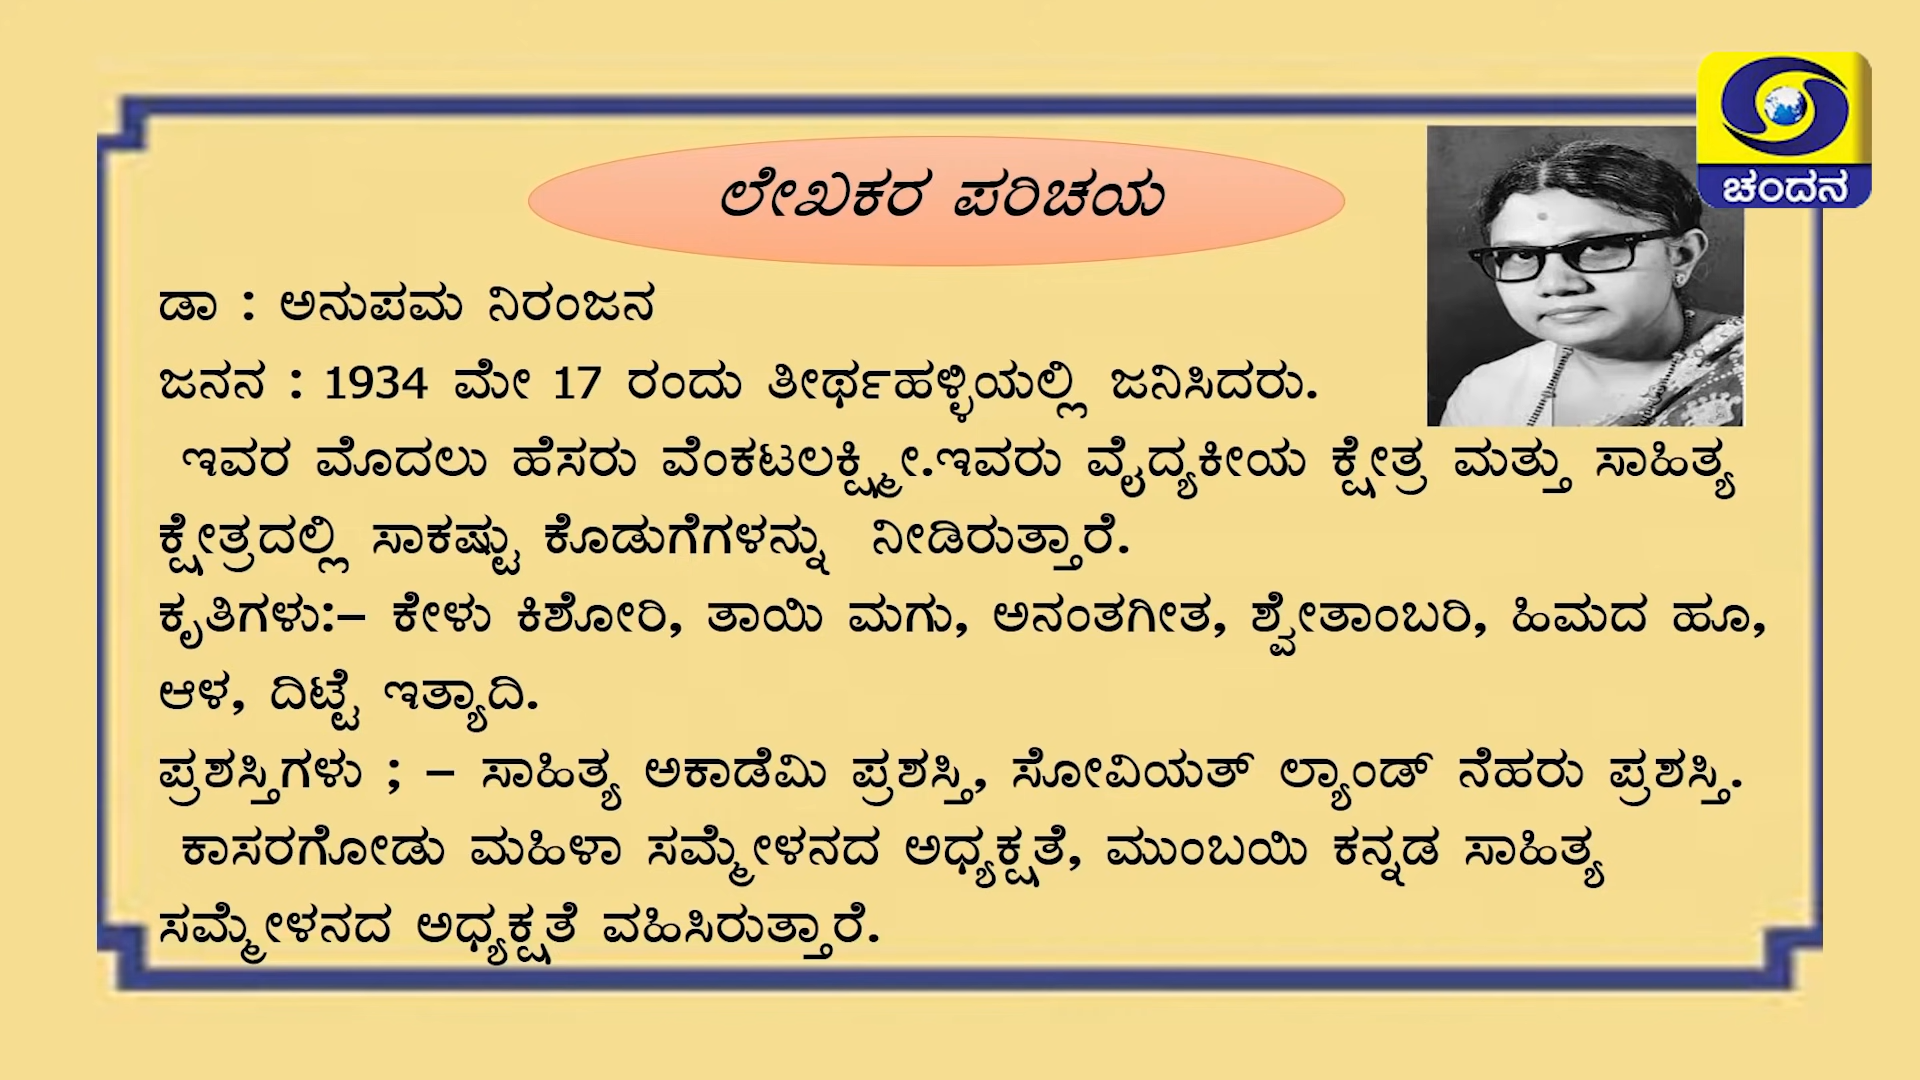 ಚಂದನ
ಲೇಖಕರ ಪರಿಚಯ
ಡಾ : ಅನುಪಮ ನಿರಂಜನ
ಜನನ : 1934 ಮೇ 17 ರಂದು ತೀರ್ಥಹಳ್ಳಿಯಲ್ಲಿ ಜನಿಸಿದರು.
ಇವರ ಮೊದಲು ಹೆಸರು ವೆಂಕಟಲಕ್ಷ್ಮೀ.ಇವರು ವೈದ್ಯಕೀಯ ಕ್ಷೇತ್ರ ಮತ್ತು ಸಾಹಿತ್ಯ
ಕ್ಷೇತ್ರದಲ್ಲಿ ಸಾಕಷ್ಟು ಕೊಡುಗೆಗಳನ್ನು ನೀಡಿರುತ್ತಾರೆ.
ಕೃತಿಗಳು:– ಕೇಳು ಕಿಶೋರಿ, ತಾಯಿ ಮಗು, ಅನಂತಗೀತ, ಶ್ವೇತಾಂಬರಿ, ಹಿಮದ ಹೂ,
ಆಳ, ದಿಟ್ಟೆ ಇತ್ಯಾದಿ.
ಪ್ರಶಸ್ತಿಗಳು ; – ಸಾಹಿತ್ಯ ಅಕಾಡೆಮಿ ಪ್ರಶಸ್ತಿ, ಸೋವಿಯತ್ ಲ್ಯಾಂಡ್ ನೆಹರು ಪ್ರಶಸ್ತಿ.
ಕಾಸರಗೋಡು ಮಹಿಳಾ ಸಮ್ಮೇಳನದ ಅಧ್ಯಕ್ಷತೆ, ಮುಂಬಯಿ ಕನ್ನಡ ಸಾಹಿತ್ಯ
ಸಮ್ಮೇಳನದ ಅಧ್ಯಕ್ಷತೆ ವಹಿಸಿರುತ್ತಾರೆ.